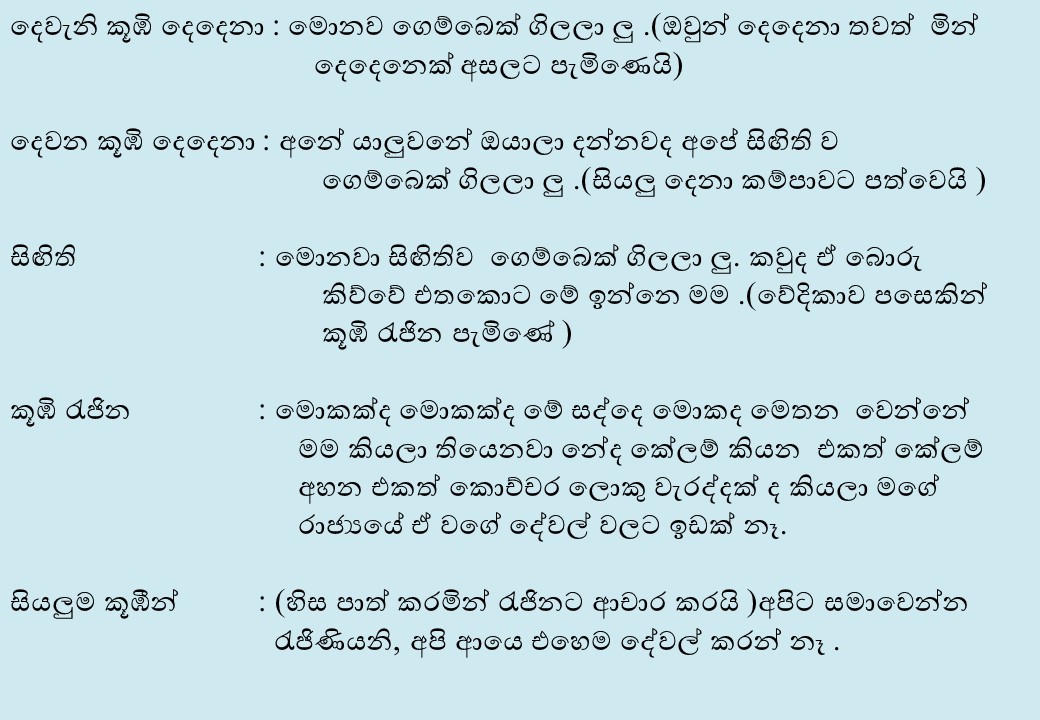 දෙවැනි කූඹි දෙදෙනා : මොනව ගෙම්බෙක් ගිලලා ලු .(ඔවුන් දෙදෙනා තවත්  මින්
දෙදෙනෙක් අසලට පැමිණෙයි)
දෙවන කූඹි දෙදෙනා : අනේ යාලුවනේ ඔයාලා දන්නවද අපේ සිඟිති ව
ගෙම්බෙක් ගිලලා ලු .(සියලු දෙනා කම්පාවට පත්වෙයි )
සිඟිති : මොනවා සිඟිතිව  ගෙම්බෙක් ගිලලා ලු. කවුද ඒ බොරු
කිව්වේ එතකොට මේ ඉන්නෙ මම .(වේදිකාව පසෙකින්
කූඹි රැජින පැමිණේ )
කූඹි රැජින : මොකක්ද මොකක්ද මේ සද්දෙ මොකද මෙතන  වෙන්නේ
මම කියලා තියෙනවා නේද කේලම් කියන  එකත් කේලම්
අහන එකත් කොච්චර ලොකු වැරද්දක් ද කියලා මගේ
රාජ්‍යයේ ඒ වගේ දේවල් වලට ඉඩක් නෑ.
සියලුම කූඹීන් : (හිස පාත් කරමින් රැජිනට ආචාර කරයි )අපිට සමාවෙන්න
රැජිණියනි, අපි ආයෙ එහෙම දේවල් කරන් නෑ .